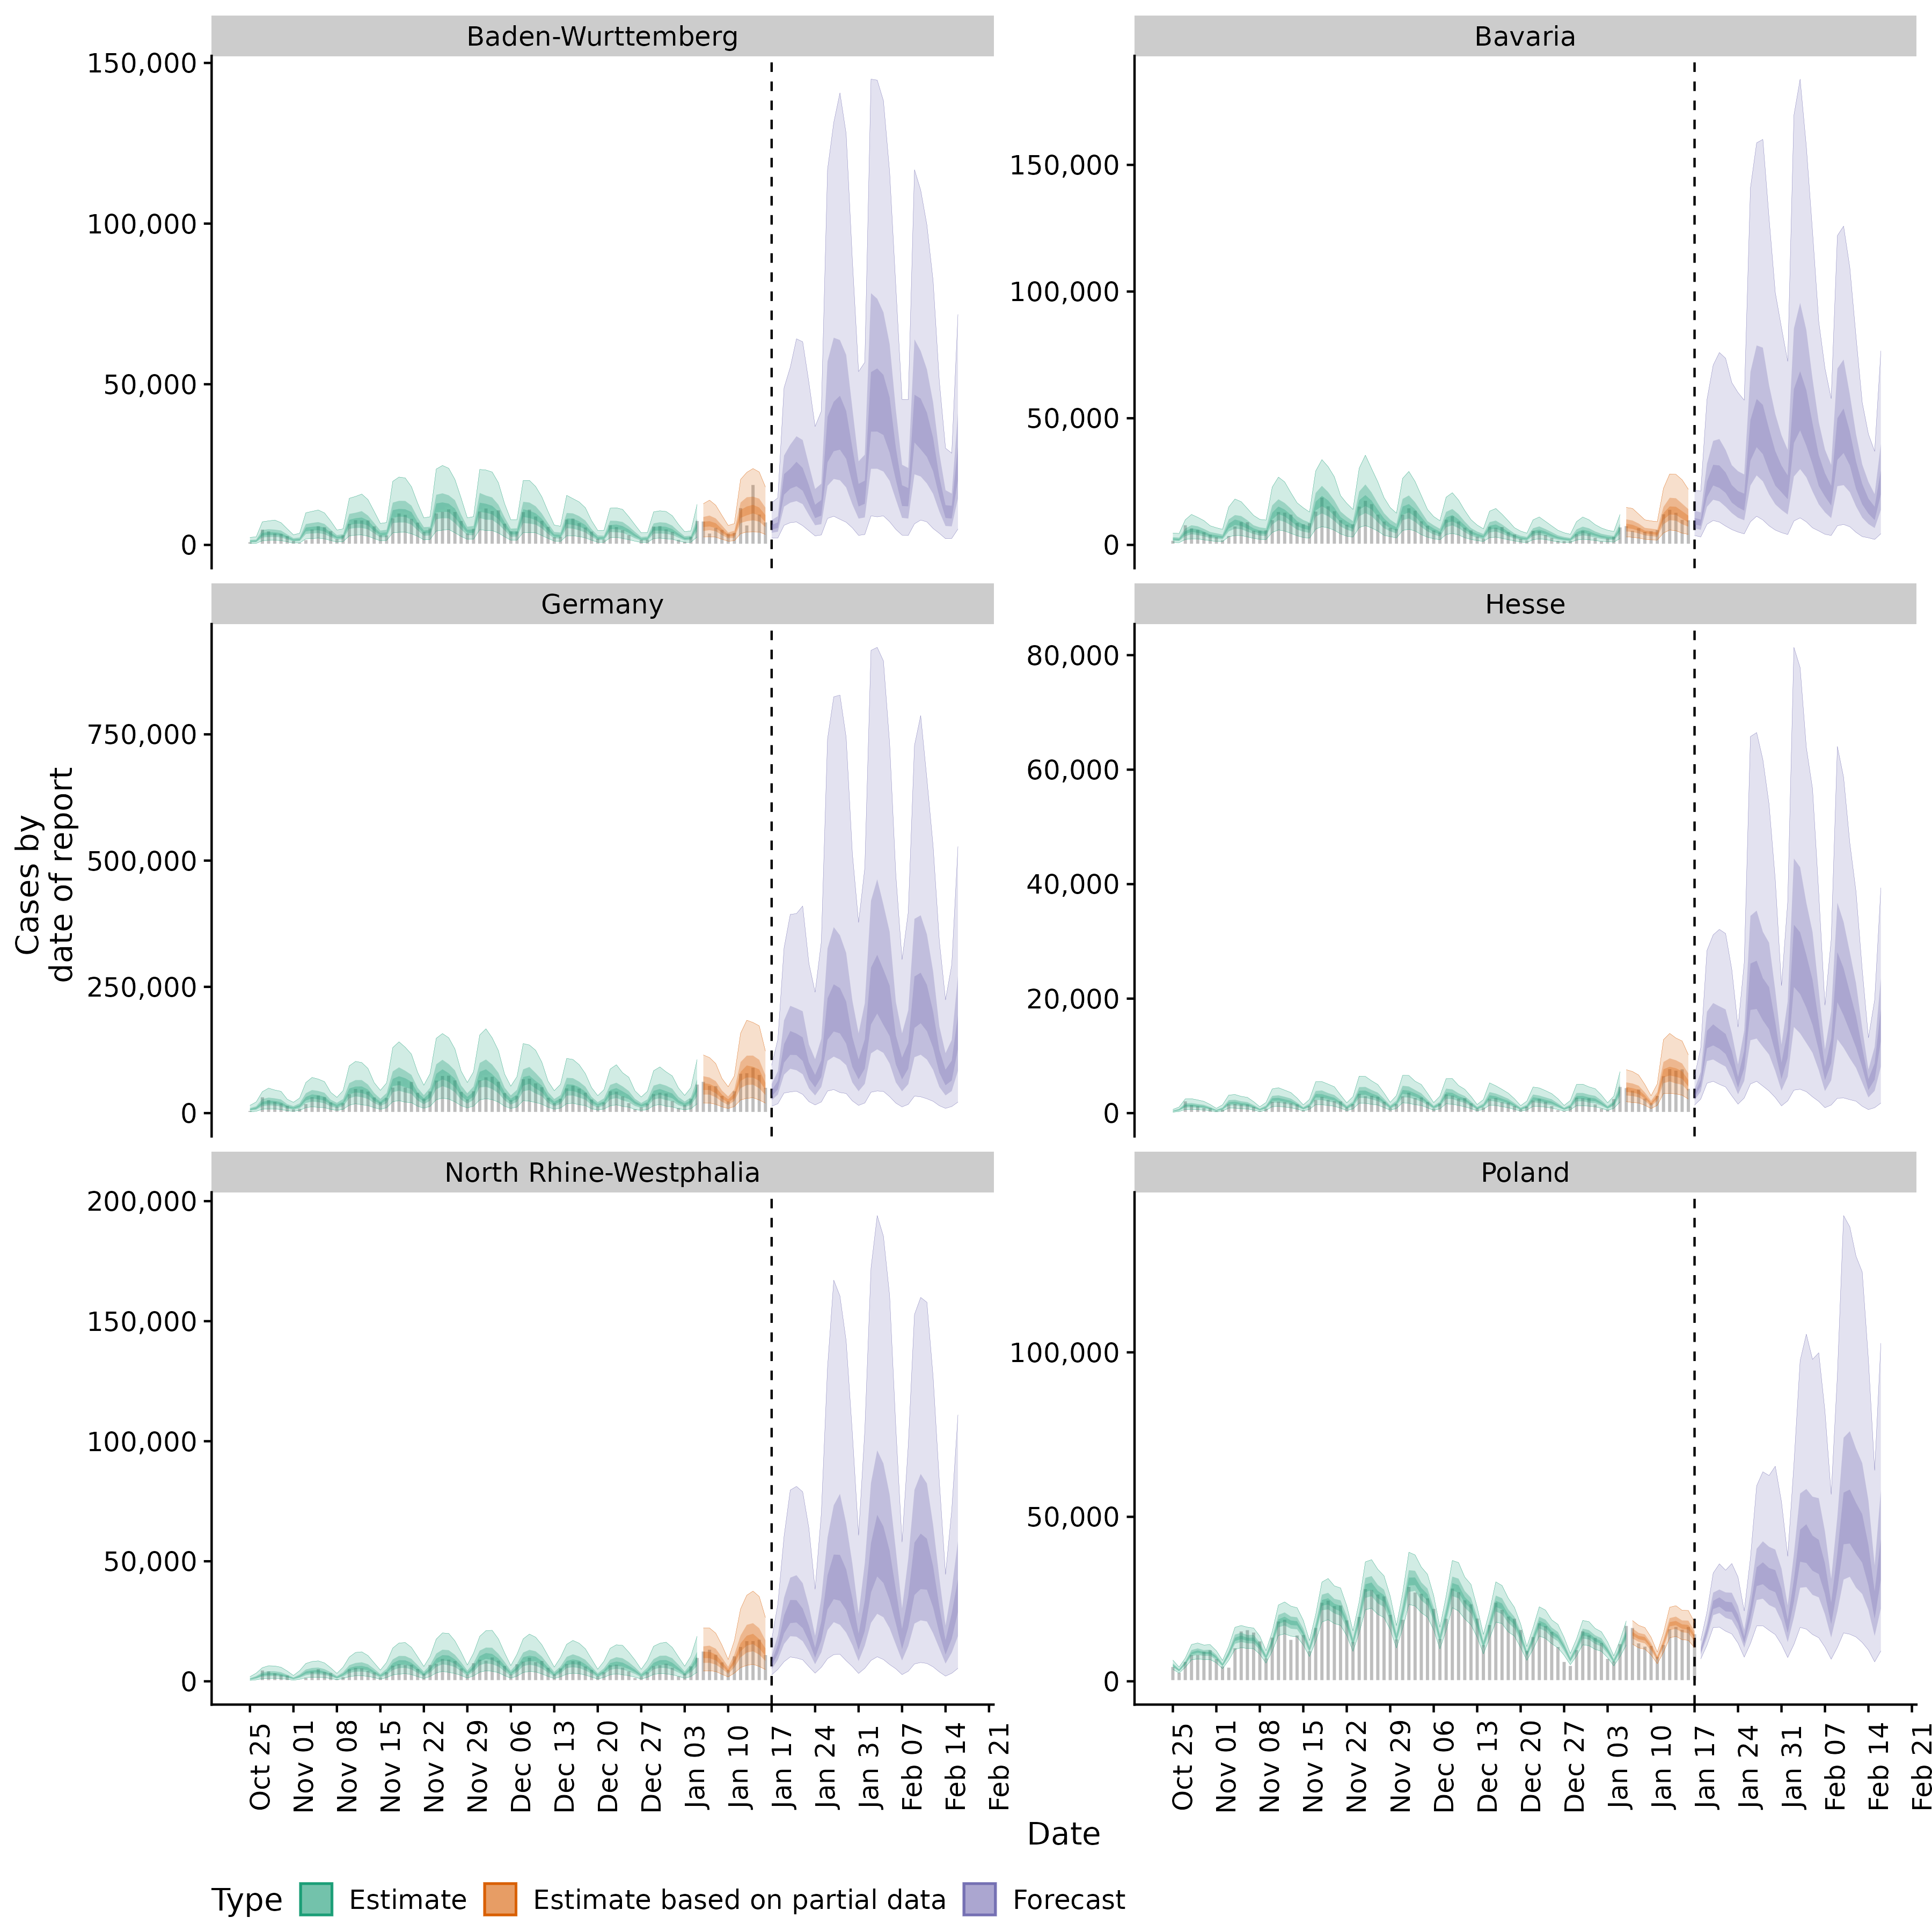 Baden-Wurttemberg
Bavaria
150,000
100,000
50,000
0
150,000
100,000
50,000
0
Germany
Hesse
750,000
500,000
250,000
0
80,000
60,000
40,000
20,000
0
Cases by
date of report
North Rhine-Westphalia
Poland
200,000
150,000
100,000
50,000
0
100,000
50,000
0
Oct 25
Nov 01
Nov 08
Nov 15
Nov 22
Nov 29
Dec 06
Dec 13
Dec 20
Dec 27
Jan 03
Jan 10
Jan 17
Jan 24
Jan 31
Feb 07
Feb 14
Feb 21
Oct 25
Nov 01
Nov 08
Nov 15
Nov 22
Nov 29
Dec 06
Dec 13
Dec 20
Dec 27
Jan 03
Jan 10
Jan 17
Jan 24
Jan 31
Feb 07
Feb 14
Feb 21
Date
Type Estimate Estimate based on partial data Forecast